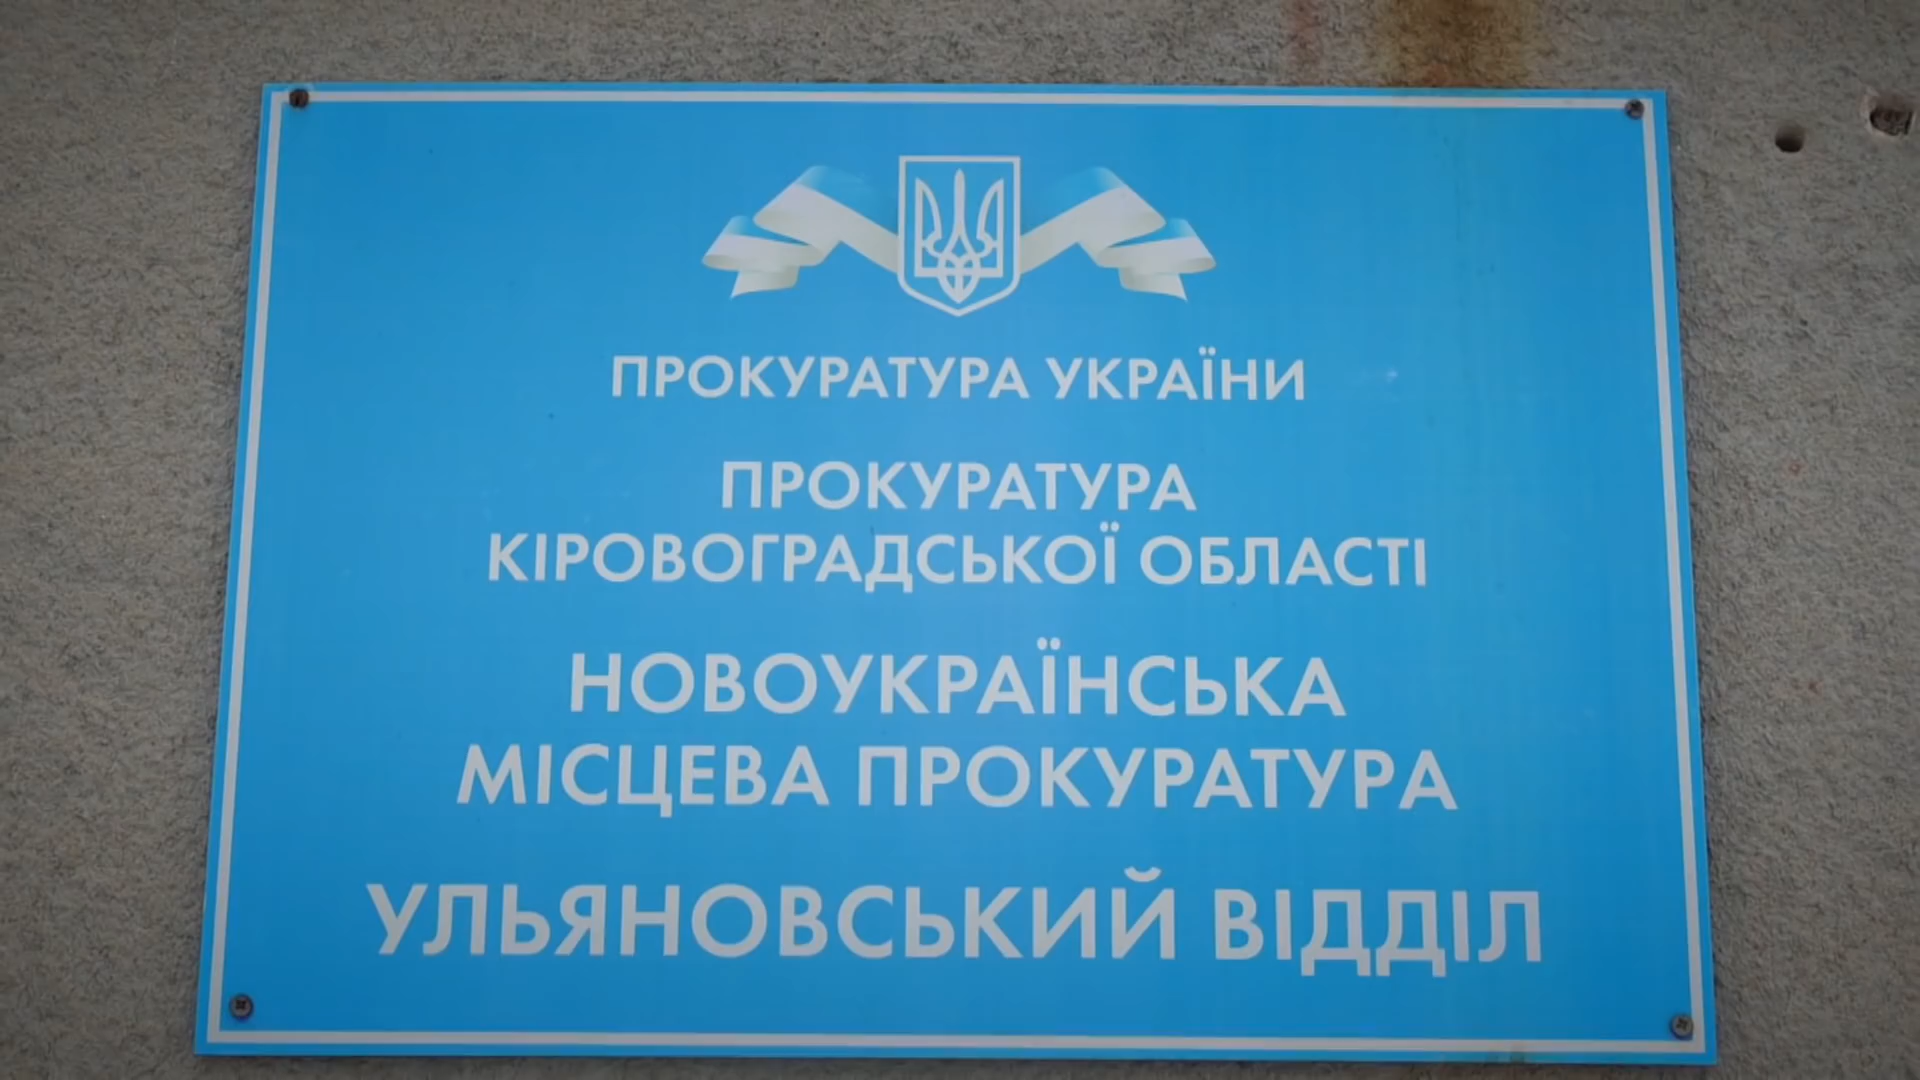 ПРОКУРАТУРА УКРАЇНИ
ПРОКУРАТУРА
КІРОВОГРАДСЬКОЇ ОБЛАСТІ
НОВОУКРАЇНСЬКА
МІСЦЕВА ПРОКУРАТУРА
УЛЬЯНОВСЬКИЙ ВІДДІЛ